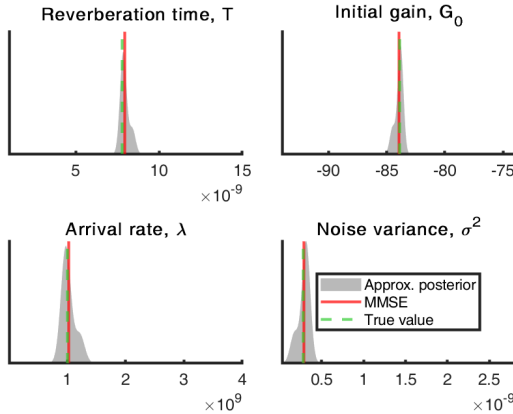 Reverberation time, T
Initial gain, G₀
5 10 15
×10⁻⁹
-90 -85 -80 -75
Arrival rate, λ
Noise variance, σ²
Approx. posterior
MMSE
True value
1 2 3 4
×10⁹
0.5 1 1.5 2 2.5
×10⁻⁹